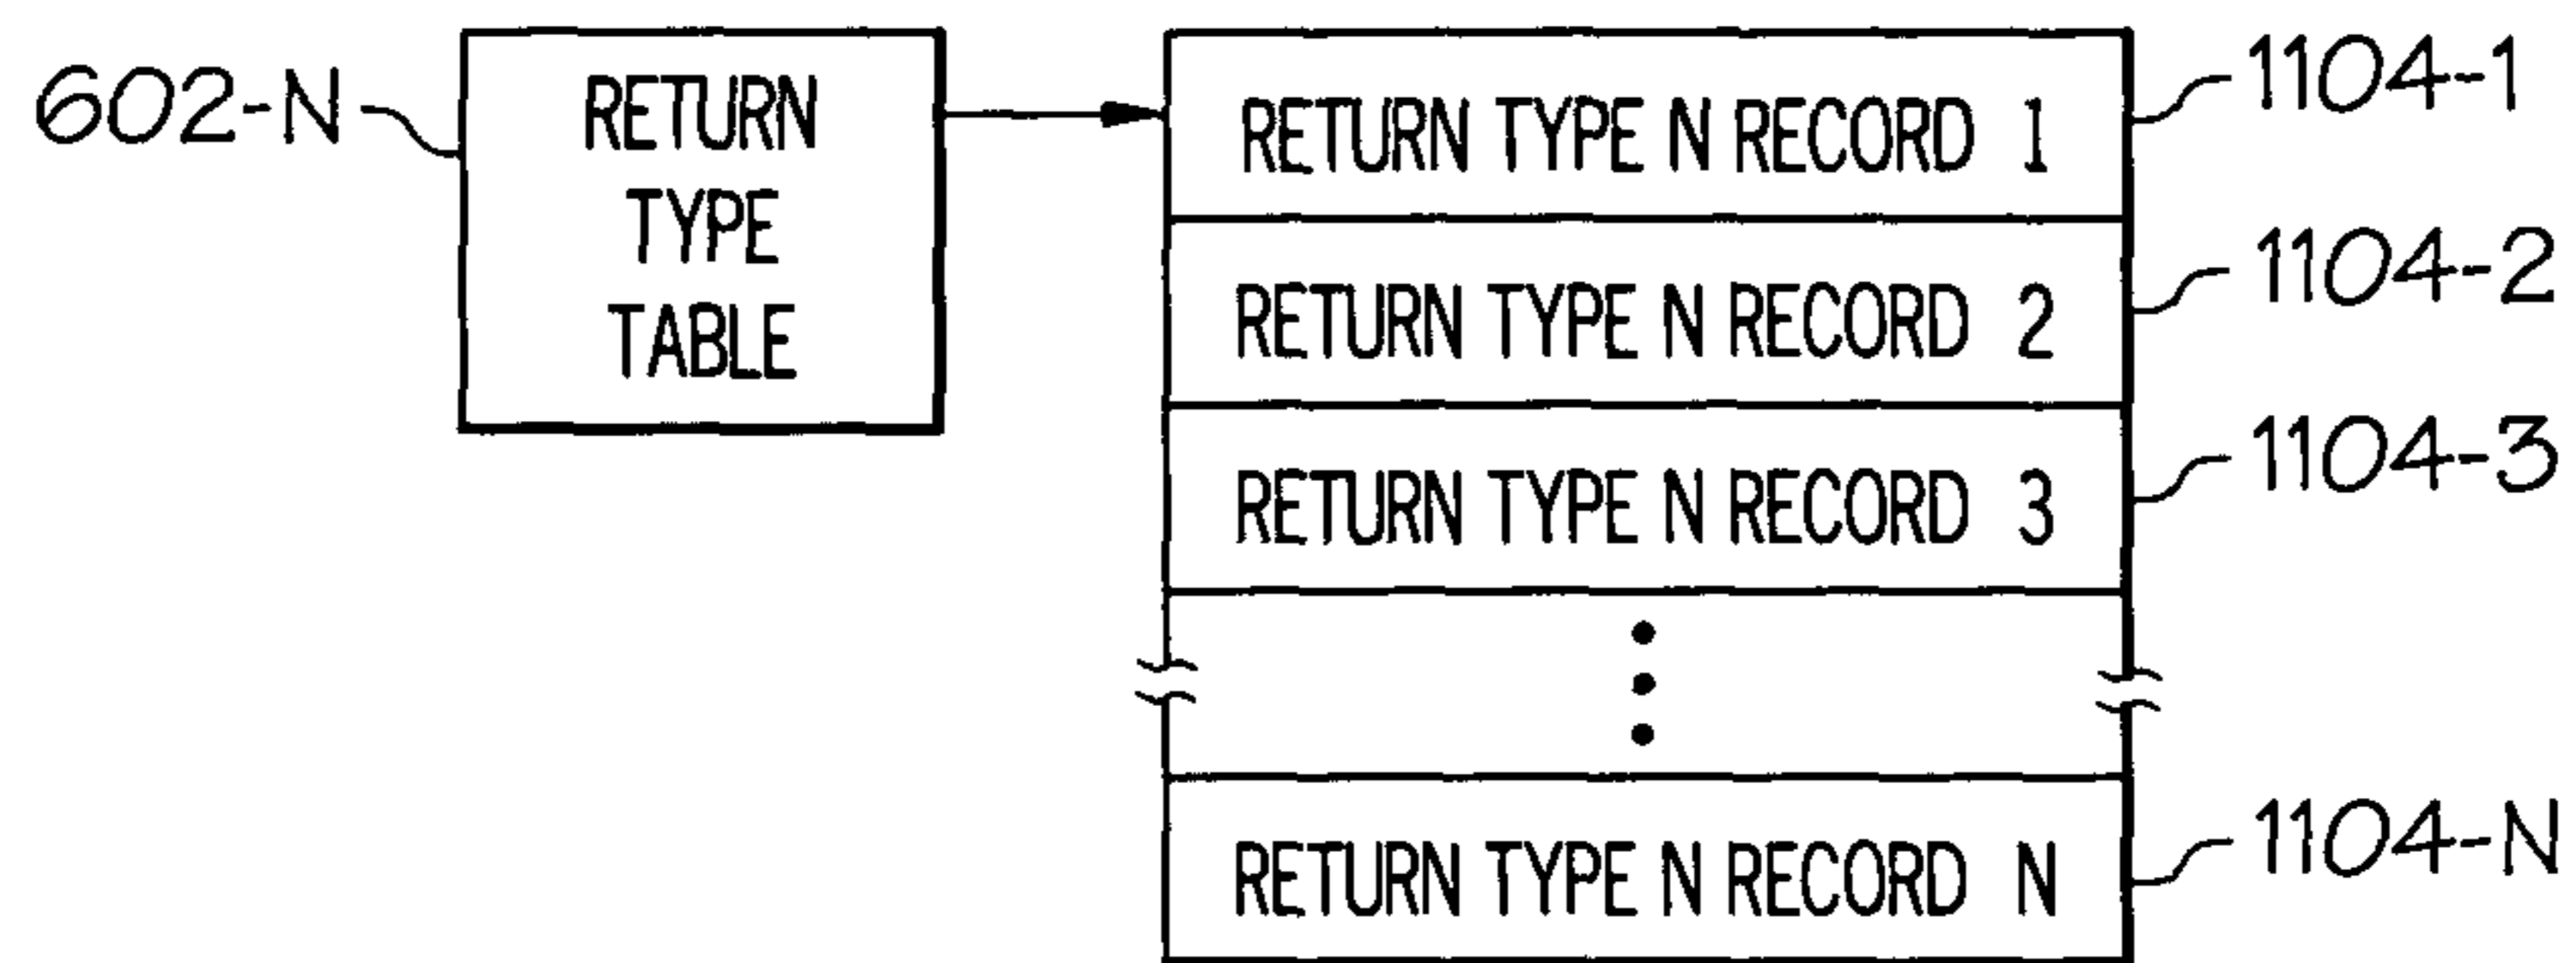 602-N
RETURN
TYPE
TABLE
RETURN TYPE N RECORD 1
1104-1
RETURN TYPE N RECORD 2
1104-2
RETURN TYPE N RECORD 3
1104-3
RETURN TYPE N RECORD N
1104-N